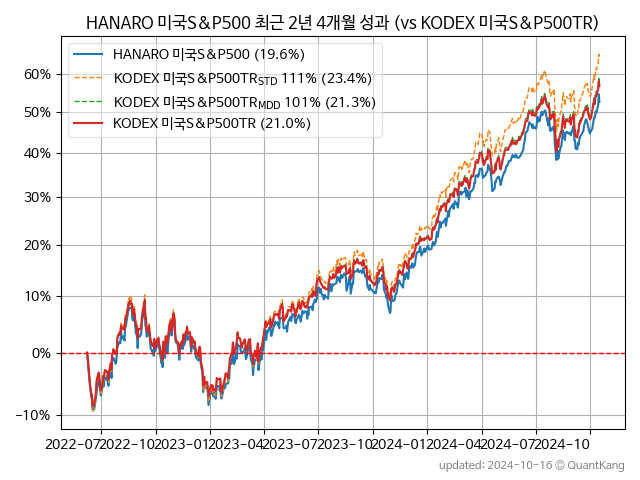 HANARO 미국S&P500 최근 2년 4개월 성과 (vs KODEX 미국S&P500TR)
HANARO 미국S&P500 (19.6%)
KODEX 미국S&P500TRSTD 111% (23.4%)
KODEX 미국S&P500TRMDD 101% (21.3%)
KODEX 미국S&P500TR (21.0%)
60%
50%
40%
30%
20%
10%
0%
-10%
2022-07 2022-10 2023-01 2023-04 2023-07 2023-10 2024-01 2024-04 2024-07 2024-10
updated: 2024-10-16 © QuantKang